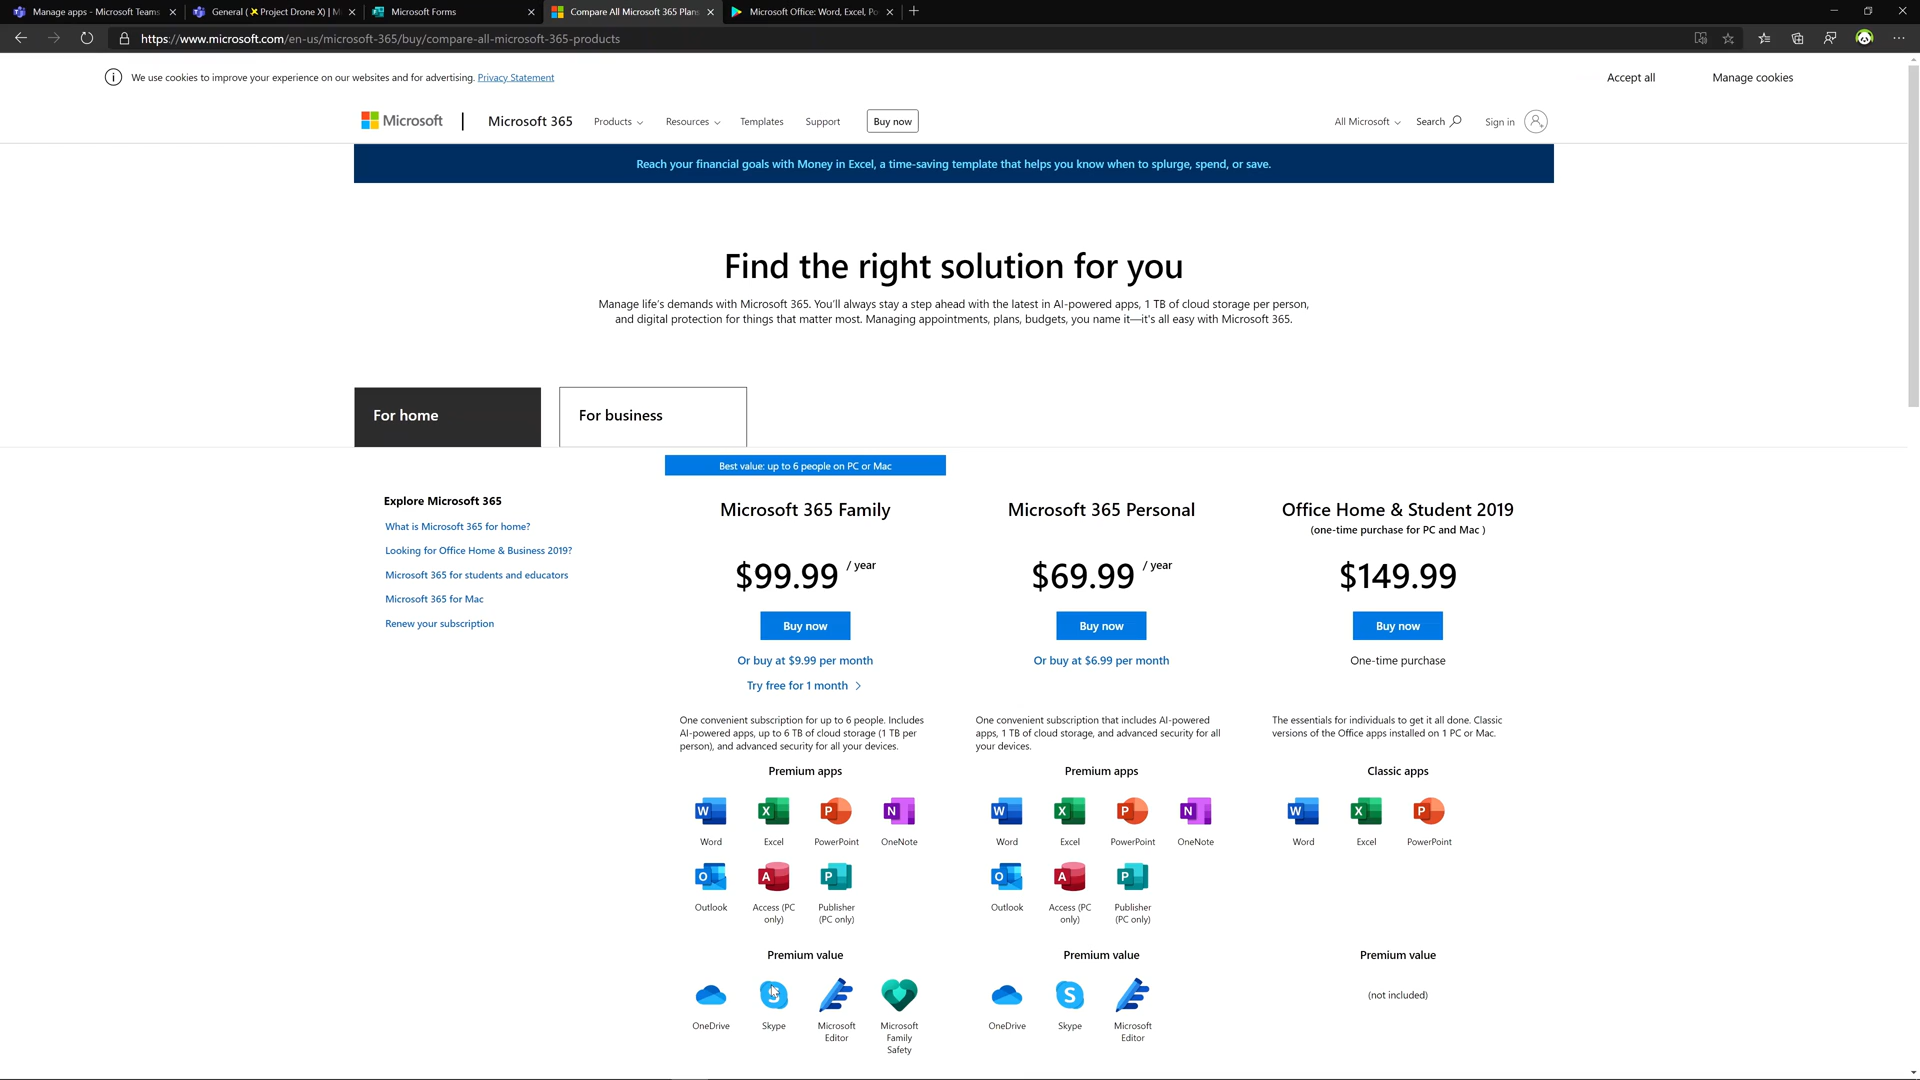 Manage apps - Microsoft Teams
General (Project Drone X) | M
Microsoft Forms
Compare All Microsoft 365 Plans
Microsoft Office: Word, Excel, Po
https://www.microsoft.com/en-us/microsoft-365/buy/compare-all-microsoft-365-products
We use cookies to improve your experience on our websites and for advertising. Privacy Statement
Accept all
Manage cookies
Microsoft
Microsoft 365
Products
Resources
Templates
Support
Buy now
All Microsoft
Search
Sign in
Reach your financial goals with Money in Excel, a time-saving template that helps you know when to splurge, spend, or save.
Find the right solution for you
Manage life's demands with Microsoft 365. You'll always stay a step ahead with the latest in AI-powered apps, 1 TB of cloud storage per person,
and digital protection for things that matter most. Managing appointments, plans, budgets, you name it—it's all easy with Microsoft 365.
For home
For business
Best value: up to 6 people on PC or Mac
Explore Microsoft 365
What is Microsoft 365 for home?
Looking for Office Home & Business 2019?
Microsoft 365 for students and educators
Microsoft 365 for Mac
Renew your subscription
Microsoft 365 Family
$99.99 / year
Buy now
Or buy at $9.99 per month
Try free for 1 month
One convenient subscription for up to 6 people. Includes
AI-powered apps, up to 6 TB of cloud storage (1 TB per
person), and advanced security for all your devices.
Premium apps
W X P N
Word Excel PowerPoint OneNote
O A P
Outlook Access (PC only) Publisher (PC only)
Premium value
S
OneDrive Skype Microsoft Editor Microsoft Family Safety
Microsoft 365 Personal
$69.99 / year
Buy now
Or buy at $6.99 per month
One convenient subscription that includes AI-powered
apps, 1 TB of cloud storage, and advanced security for all
your devices.
Premium apps
W X P N
Word Excel PowerPoint OneNote
O A P
Outlook Access (PC only) Publisher (PC only)
Premium value
S
OneDrive Skype Microsoft Editor
Office Home & Student 2019
(one-time purchase for PC and Mac )
$149.99
Buy now
One-time purchase
The essentials for individuals to get it all done. Classic
versions of the Office apps installed on 1 PC or Mac.
Classic apps
W X P
Word Excel PowerPoint
Premium value
(not included)